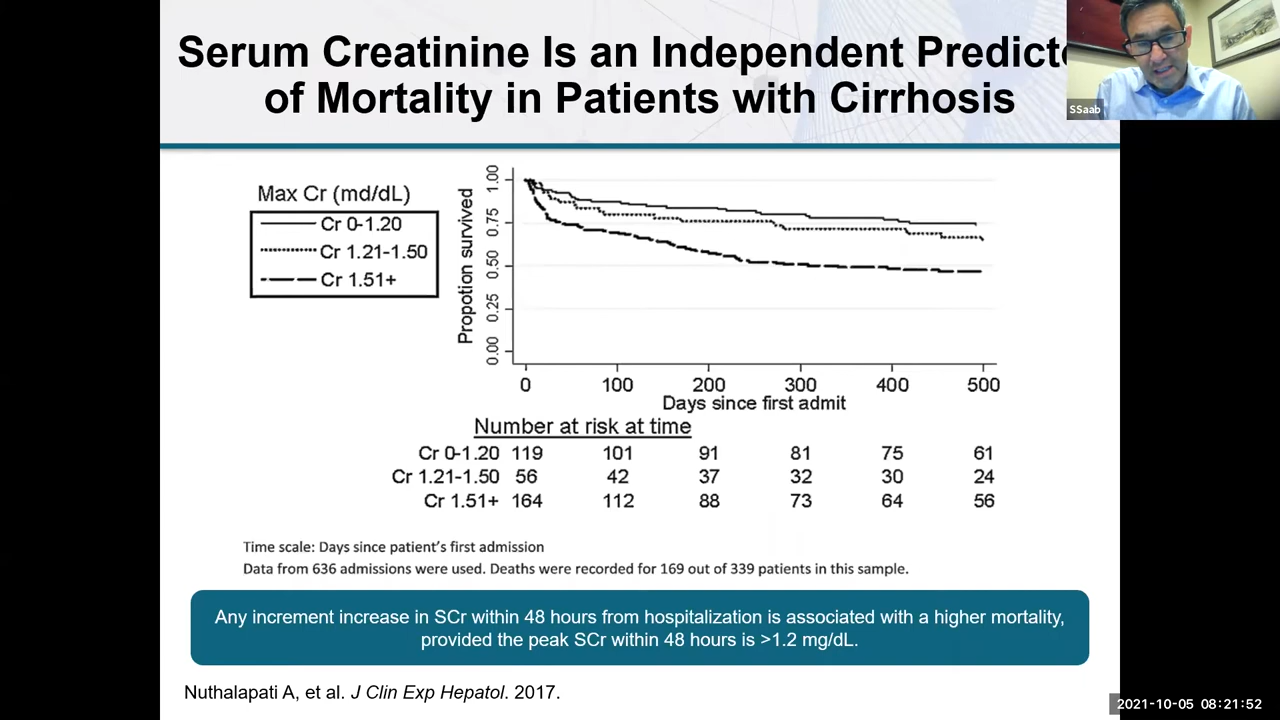 Serum Creatinine Is an Independent Predicto
of Mortality in Patients with Cirrhosis
SSaab
Max Cr (md/dL)
Cr 0-1.20
Cr 1.21-1.50
Cr 1.51+
Propotion survived
1.00
0.75
0.50
0.25
0.00
0 100 200 300 400 500
Days since first admit
Number at risk at time
Cr 0-1.20 119 101 91 81 75 61
Cr 1.21-1.50 56 42 37 32 30 24
Cr 1.51+ 164 112 88 73 64 56
Time scale: Days since patient's first admission
Data from 636 admissions were used. Deaths were recorded for 169 out of 339 patients in this sample.
Any increment increase in SCr within 48 hours from hospitalization is associated with a higher mortality,
provided the peak SCr within 48 hours is >1.2 mg/dL.
Nuthalapati A, et al. J Clin Exp Hepatol. 2017.
2021-10-05 08:21:52